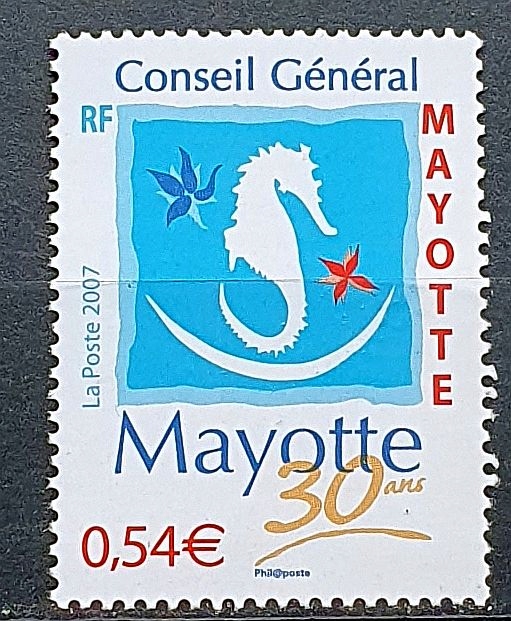 Conseil Général
RF
MAYOTTE
La Poste 2007
Mayotte
30 ans
0,54€
Phil@poste